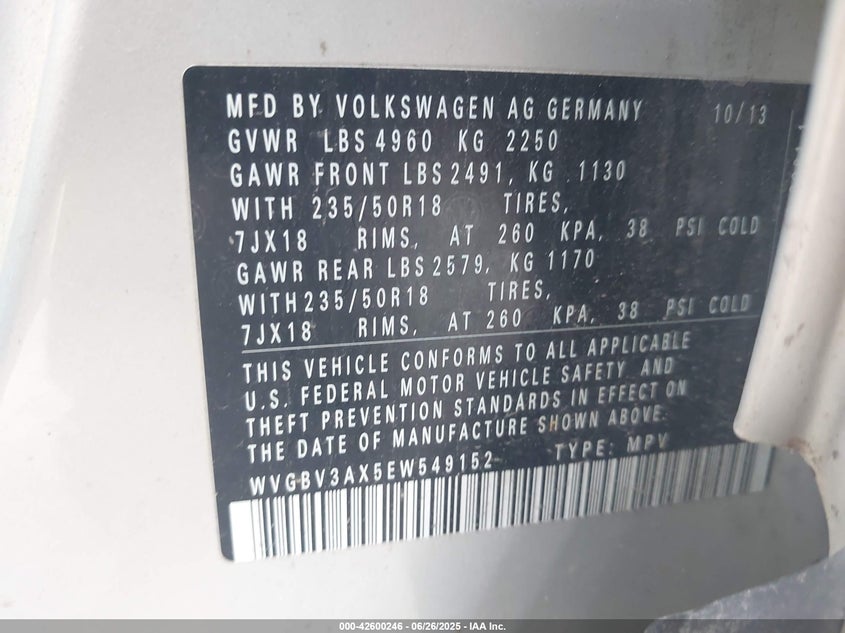 MFD BY VOLKSWAGEN AG GERMANY 10/13
GVWR LBS 4960 KG 2250
GAWR FRONT LBS 2491, KG 1130
WITH 235/50R18 TIRES,
7JX18 RIMS, AT 260 KPA, 38 PSI COLD
GAWR REAR LBS 2579, KG 1170
WITH 235/50R18 TIRES,
7JX18 RIMS, AT 260 KPA, 38 PSI COLD
THIS VEHICLE CONFORMS TO ALL APPLICABLE
U.S. FEDERAL MOTOR VEHICLE SAFETY AND
THEFT PREVENTION STANDARDS IN EFFECT ON
THE DATE OF MANUFACTURE SHOWN ABOVE.
WVGBV3AX5EW549152 TYPE: MPV
000-42600246 - 06/26/2025 - IAA Inc.